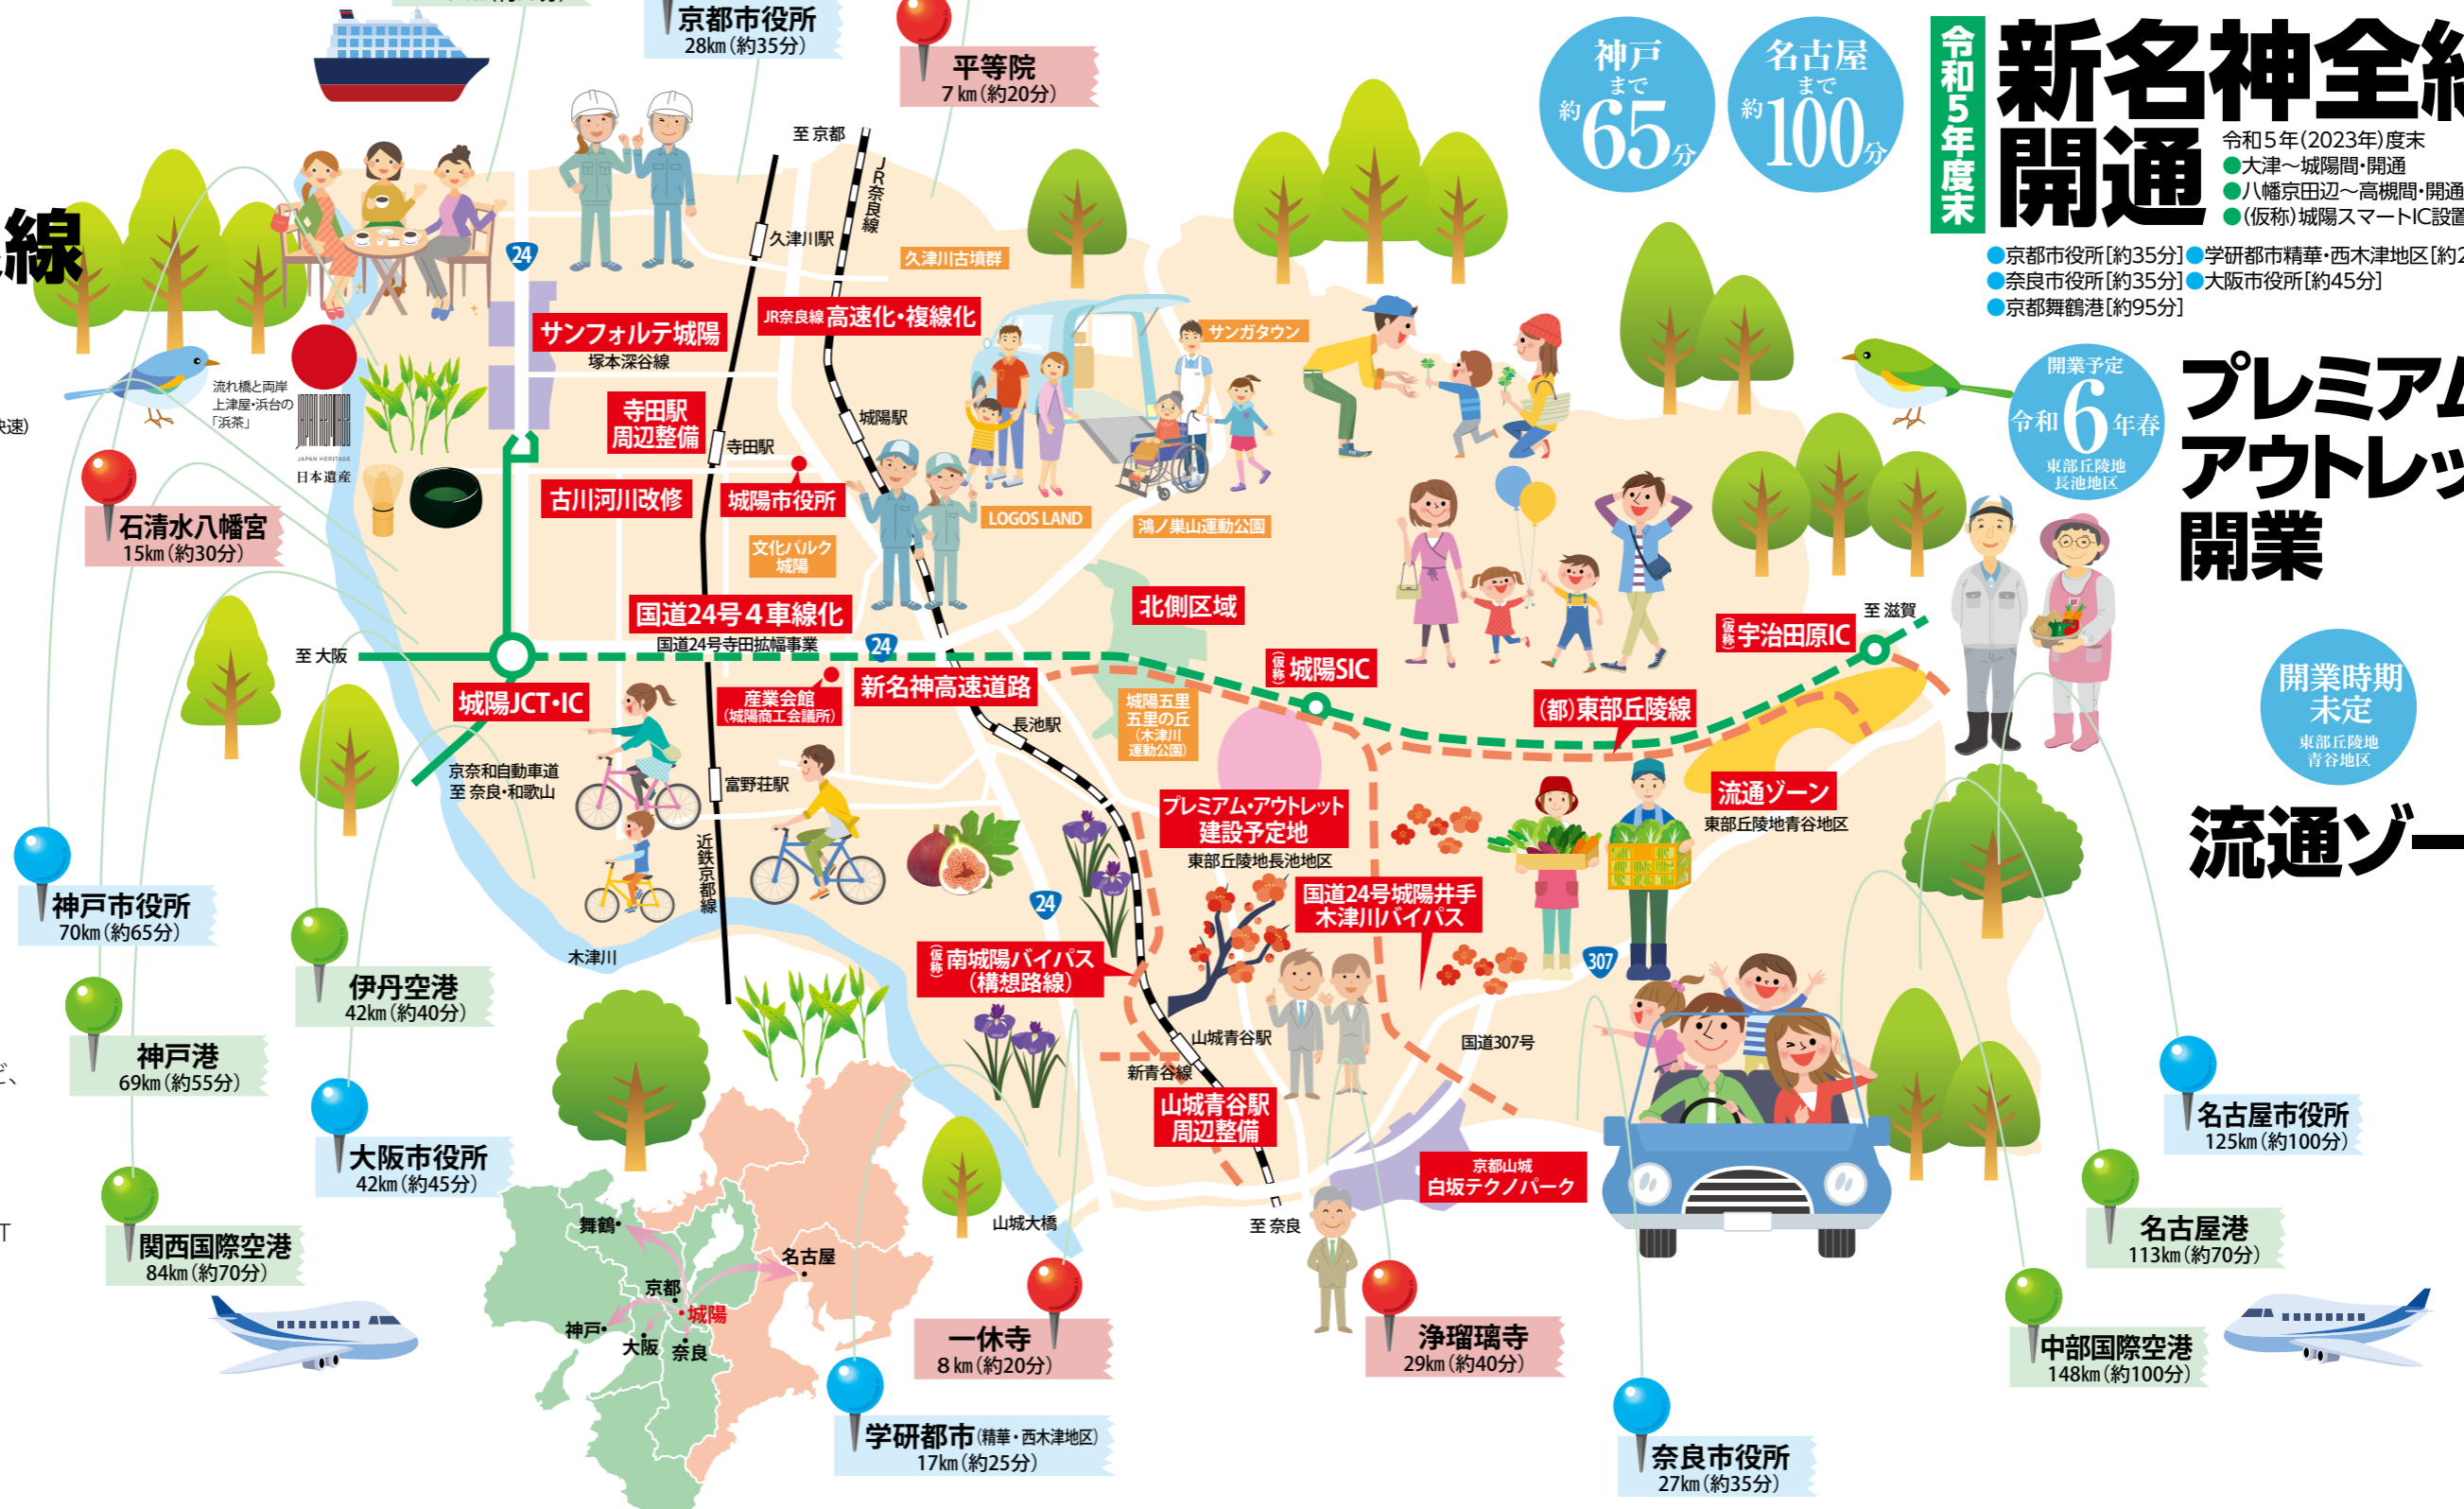 京都市役所
28km(約35分)
平等院
7km(約20分)
神戸
まで
約65分
名古屋
まで
約100分
令和5年度末
新名神全線
開通
令和5年(2023年)度末
●大津～城陽間・開通
●八幡京田辺～高槻間・開通
●(仮称)城陽スマートIC設置
●京都市役所[約35分]●学研都市精華・西木津地区[約2
●奈良市役所[約35分]●大阪市役所[約45分]
●京都舞鶴港[約95分]
線
至 京都
JR奈良線
久津川駅
久津川古墳群
24
サンフォルテ城陽
塚本深谷線
JR奈良線 高速化・複線化
サンガタウン
流れ橋と両岸
上津屋・浜台の
「浜茶」
JAPAN HERITAGE
日本遺産
快速)
寺田駅
周辺整備
寺田駅
城陽駅
開業予定
令和6年春
東部丘陵地
長池地区
プレミアム
アウトレッ
開業
石清水八幡宮
15km(約30分)
古川河川改修
城陽市役所
LOGOS LAND
鴻ノ巣山運動公園
文化パルク
城陽
国道24号4車線化
国道24号寺田拡幅事業
24
北側区域
(仮称)宇治田原IC
至 滋賀
至 大阪
(仮称)城陽SIC
城陽JCT・IC
産業会館
(城陽商工会議所)
新名神高速道路
城陽五里
五里の丘
(木津川
運動公園)
(都)東部丘陵線
開業時期
未定
東部丘陵地
青谷地区
長池駅
京奈和自動車道
至 奈良・和歌山
富野荘駅
近鉄京都線
プレミアム・アウトレット
建設予定地
東部丘陵地長池地区
流通ゾーン
東部丘陵地青谷地区
流通ゾー
神戸市役所
70km(約65分)
24
国道24号城陽井手
木津川バイパス
木津川
(仮称)南城陽バイパス
(構想路線)
307
伊丹空港
42km(約40分)
神戸港
69km(約55分)
ど、
山城青谷駅
国道307号
新青谷線
山城青谷駅
周辺整備
名古屋市役所
125km(約100分)
大阪市役所
42km(約45分)
京都山城
白坂テクノパーク
関西国際空港
84km(約70分)
舞鶴
名古屋
京都
城陽
神戸
大阪
奈良
山城大橋
至 奈良
名古屋港
113km(約70分)
一休寺
8km(約20分)
浄瑠璃寺
29km(約40分)
中部国際空港
148km(約100分)
学研都市(精華・西木津地区)
17km(約25分)
奈良市役所
27km(約35分)